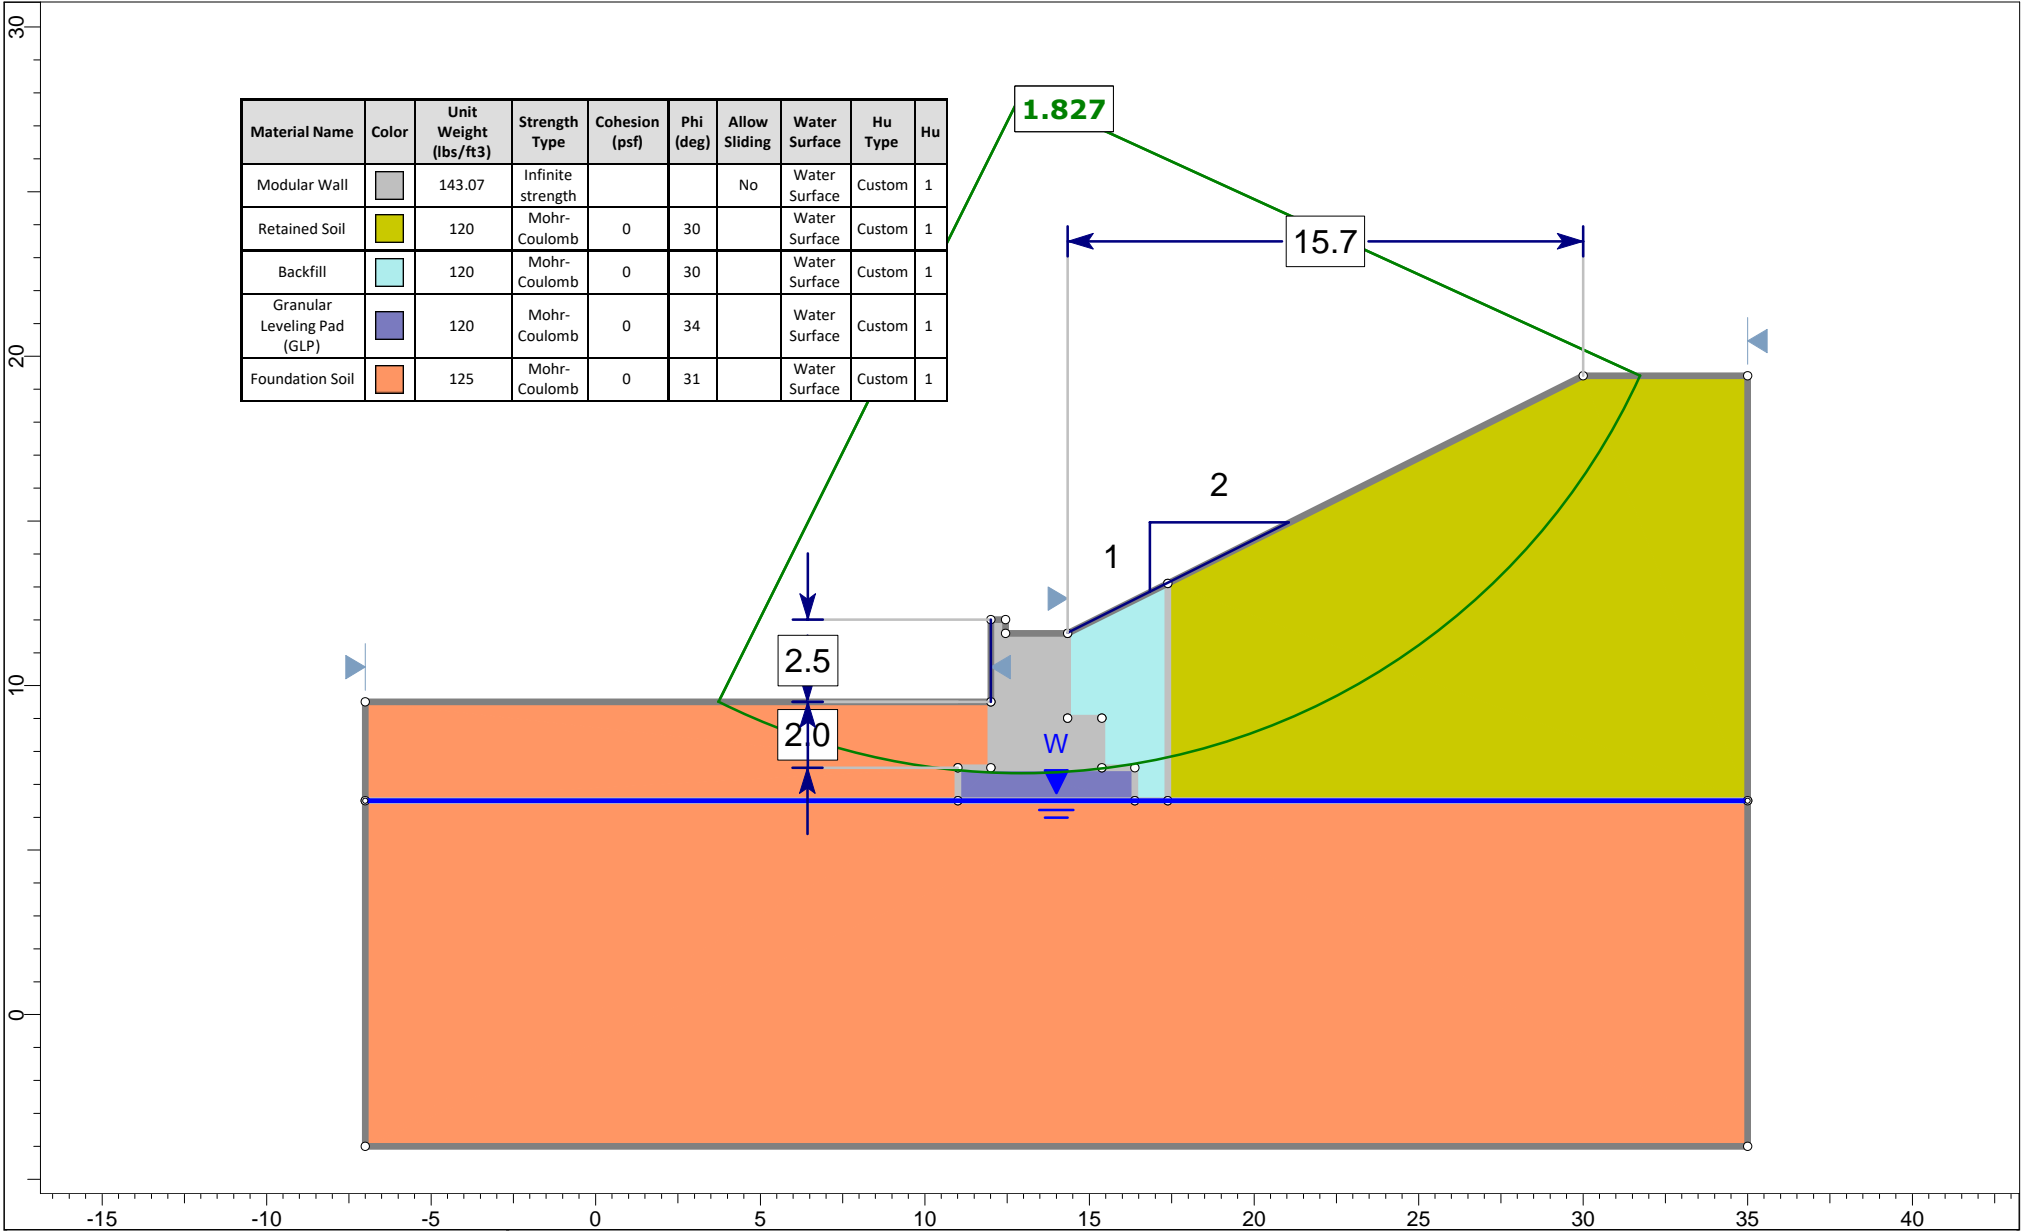 30
20
10
0
1.827
Material Name Color Unit Weight (lbs/ft3) Strength Type Cohesion (psf) Phi (deg) Allow Sliding Water Surface Hu Type Hu
Modular Wall 143.07 Infinite strength No Water Surface Custom 1
Retained Soil 120 Mohr-Coulomb 0 30 Water Surface Custom 1
Backfill 120 Mohr-Coulomb 0 30 Water Surface Custom 1
Granular Leveling Pad (GLP) 120 Mohr-Coulomb 0 34 Water Surface Custom 1
Foundation Soil 125 Mohr-Coulomb 0 31 Water Surface Custom 1
15.7
2
1
2.5
2.0
W
-15 -10 -5 0 5 10 15 20 25 30 35 40